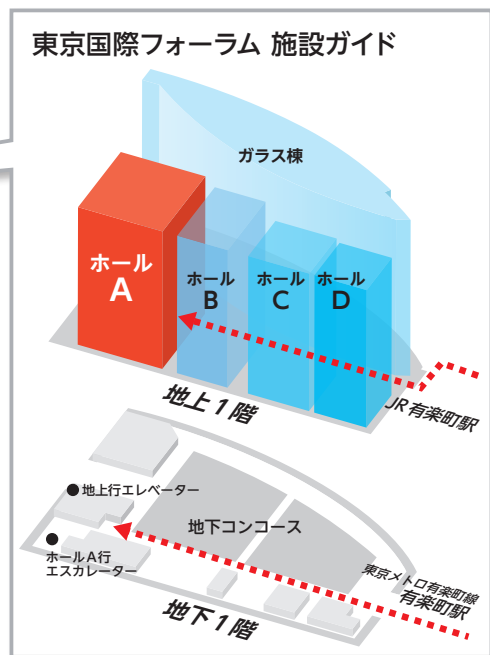 東京国際フォーラム 施設ガイド
ガラス棟
ホール
A
ホール
B
ホール
C
ホール
D
JR有楽町駅
地上1階
地上行エレベーター
地下コンコース
ホールA行
エスカレーター
東京メトロ有楽町線
有楽町駅
地下1階